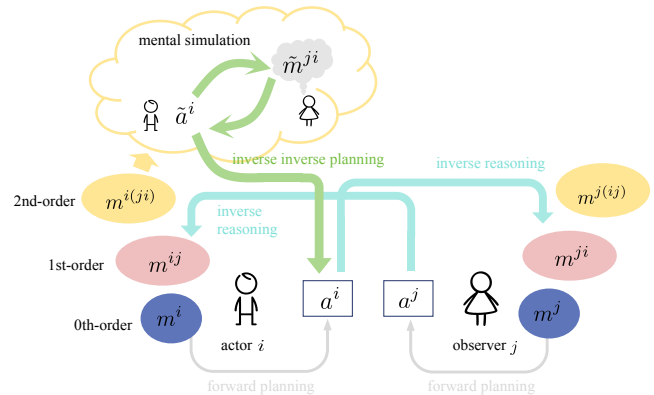 mental simulation
m̃^{ji}
ã^i
inverse inverse planning
inverse reasoning
2nd-order
m^{i(ji)}
m^{j(ij)}
inverse
reasoning
1st-order
m^{ij}
m^{ji}
0th-order
m^i
a^i
a^j
m^j
actor i
observer j
forward planning
forward planning